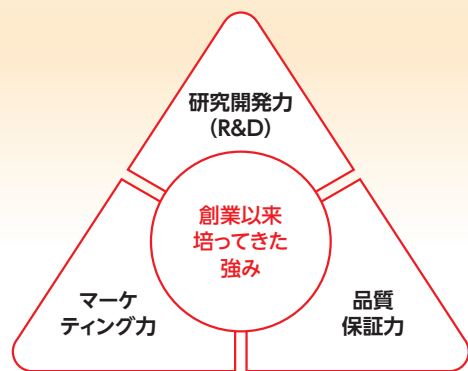 研究開発力
(R&D)
創業以来
培ってきた
強み
マーケ
ティング力
品質
保証力